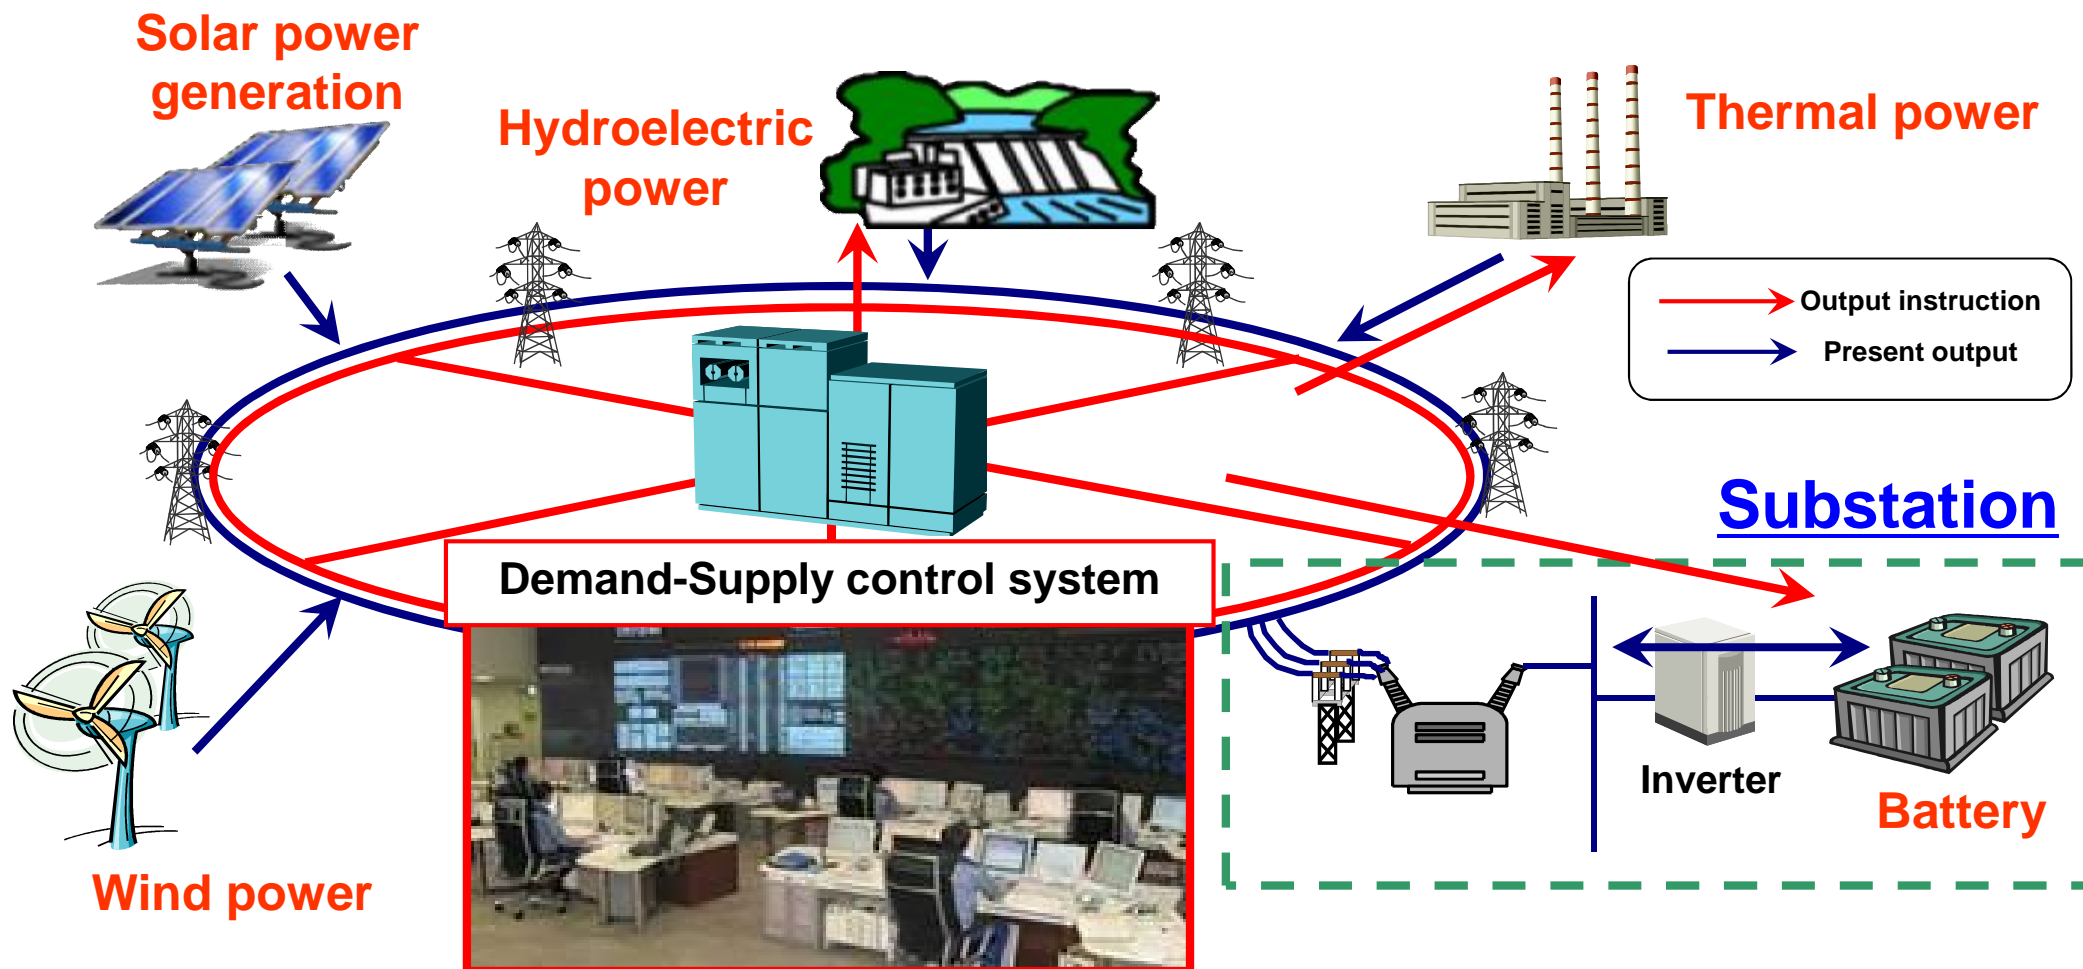 Solar power
generation
Hydroelectric
power
Thermal power
Output instruction
Present output
Substation
Demand-Supply control system
Inverter
Battery
Wind power